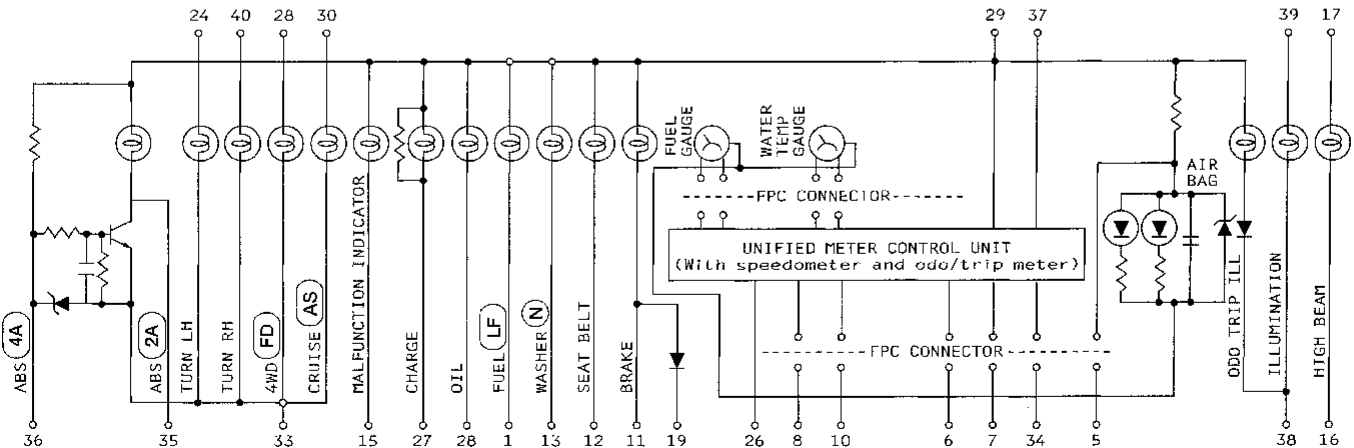 24 40 28 30 29 37 39 17
FUEL GAUGE
WATER TEMP GAUGE
AIR BAG
FPC CONNECTOR
UNIFIED METER CONTROL UNIT
(With speedometer and odo/trip meter)
ABS 4A
ABS 2A
TURN LH
TURN RH
4WD FD
CRUISE AS
MALFUNCTION INDICATOR
CHARGE
OIL
FUEL LF
WASHER N
SEAT BELT
BRAKE
FPC CONNECTOR
ODO TRIP ILL
ILLUMINATION
HIGH BEAM
36 35 33 15 27 28 1 13 12 11 19 26 8 10 6 7 34 5 38 16